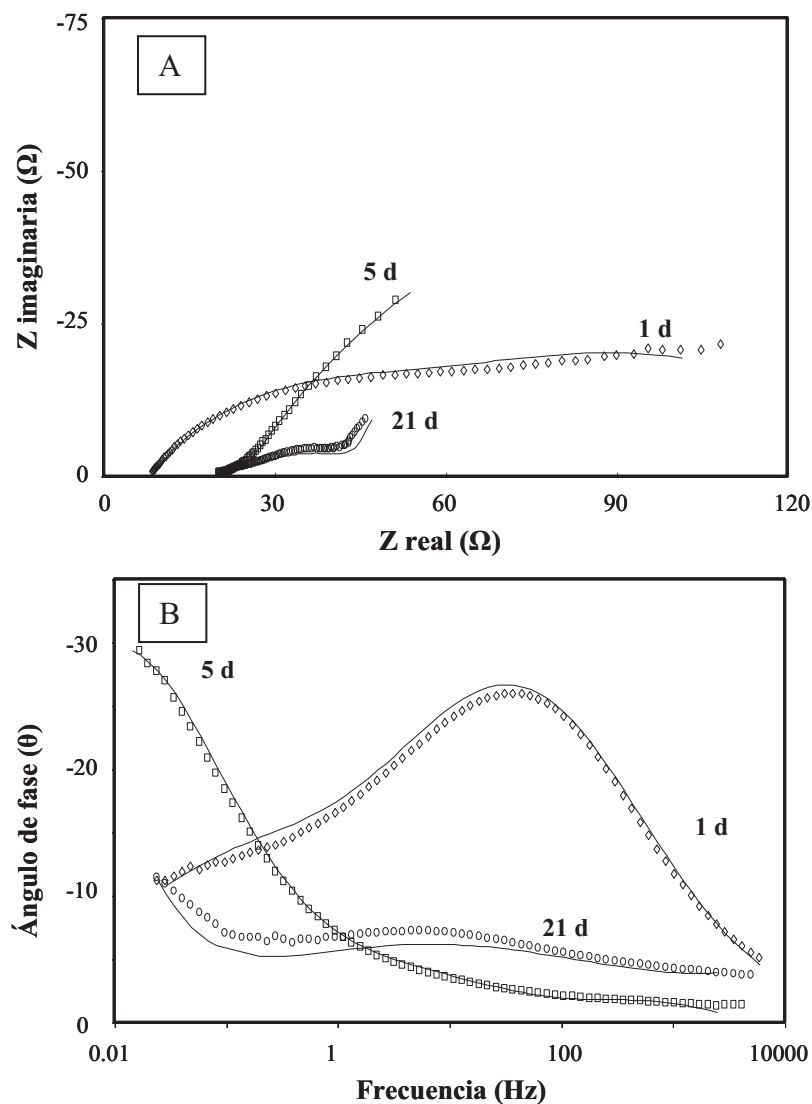 A
-75
-50
-25
0
Z imaginaria (Ω)
5 d
1 d
21 d
0 30 60 90 120
Z real (Ω)
B
-30
-20
-10
0
Ángulo de fase (θ)
5 d
1 d
21 d
0.01 1 100 10000
Frecuencia (Hz)